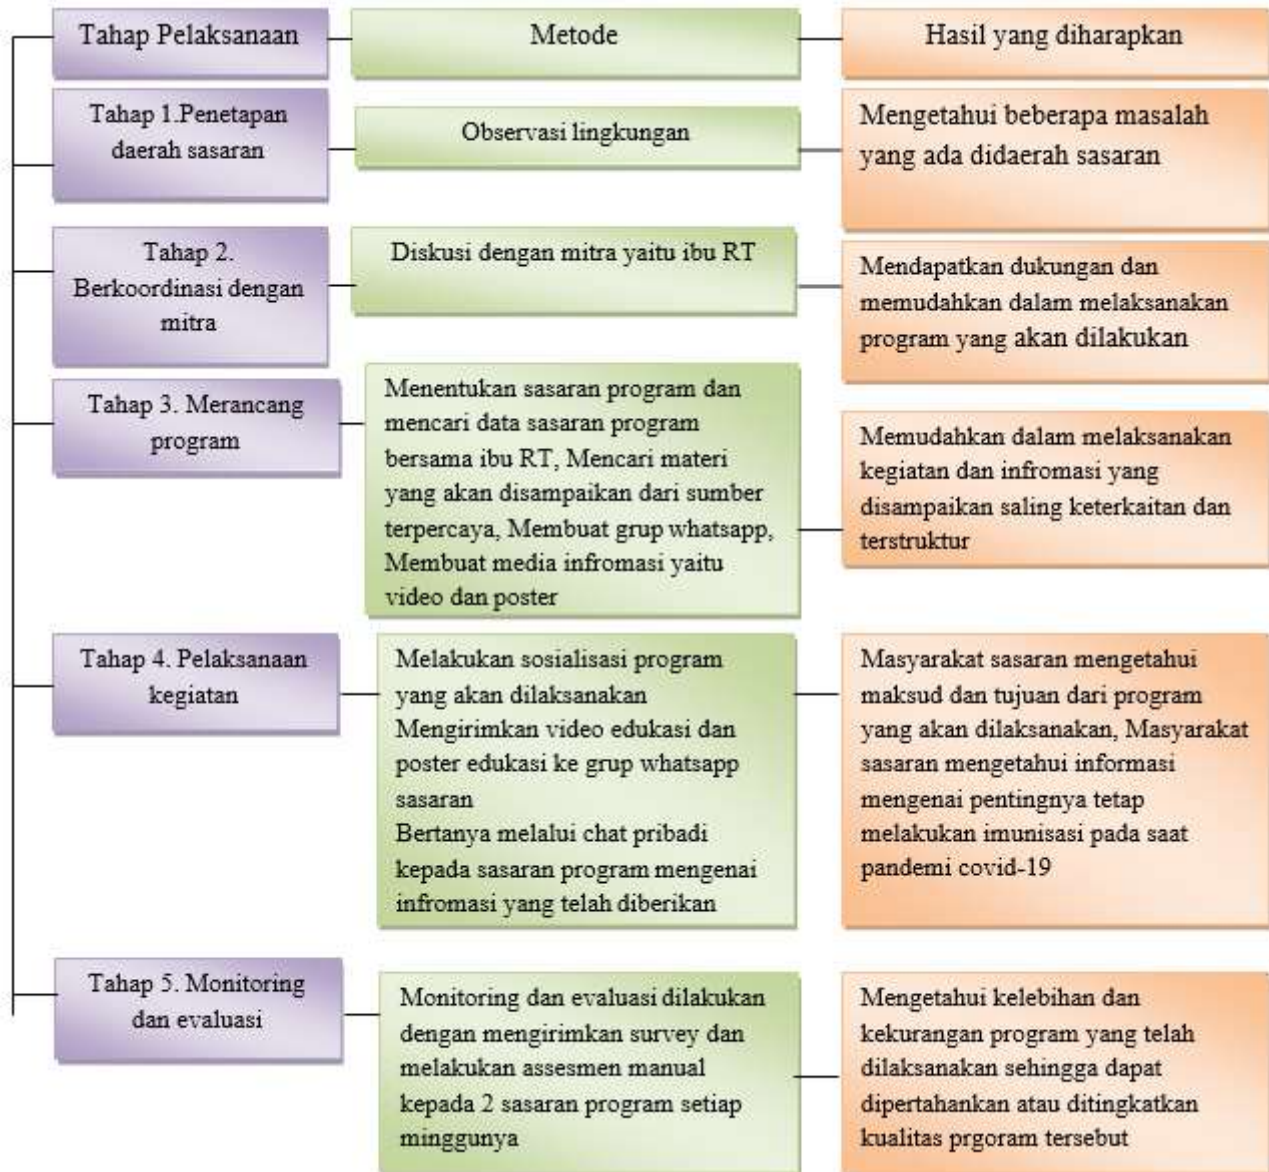 Tahap Pelaksanaan
Metode
Hasil yang diharapkan
Tahap 1.Penetapan
daerah sasaran
Observasi lingkungan
Mengetahui beberapa masalah
yang ada didaerah sasaran
Tahap 2.
Berkoordinasi dengan
mitra
Diskusi dengan mitra yaitu ibu RT
Mendapatkan dukungan dan
memudahkan dalam melaksanakan
program yang akan dilakukan
Tahap 3. Merancang
program
Menentukan sasaran program dan
mencari data sasaran program
bersama ibu RT, Mencari materi
yang akan disampaikan dari sumber
terpercaya, Membuat grup whatsapp,
Membuat media infromasi yaitu
video dan poster
Memudahkan dalam melaksanakan
kegiatan dan infromasi yang
disampaikan saling keterkaitan dan
terstruktur
Tahap 4. Pelaksanaan
kegiatan
Melakukan sosialisasi program
yang akan dilaksanakan
Mengirimkan video edukasi dan
poster edukasi ke grup whatsapp
sasaran
Bertanya melalui chat pribadi
kepada sasaran program mengenai
infromasi yang telah diberikan
Masyarakat sasaran mengetahui
maksud dan tujuan dari program
yang akan dilaksanakan, Masyarakat
sasaran mengetahui informasi
mengenai pentingnya tetap
melakukan imunisasi pada saat
pandemi covid-19
Tahap 5. Monitoring
dan evaluasi
Monitoring dan evaluasi dilakukan
dengan mengirimkan survey dan
melakukan assesmen manual
kepada 2 sasaran program setiap
minggunya
Mengetahui kelebihan dan
kekurangan program yang telah
dilaksanakan sehingga dapat
dipertahankan atau ditingkatkan
kualitas prgoram tersebut